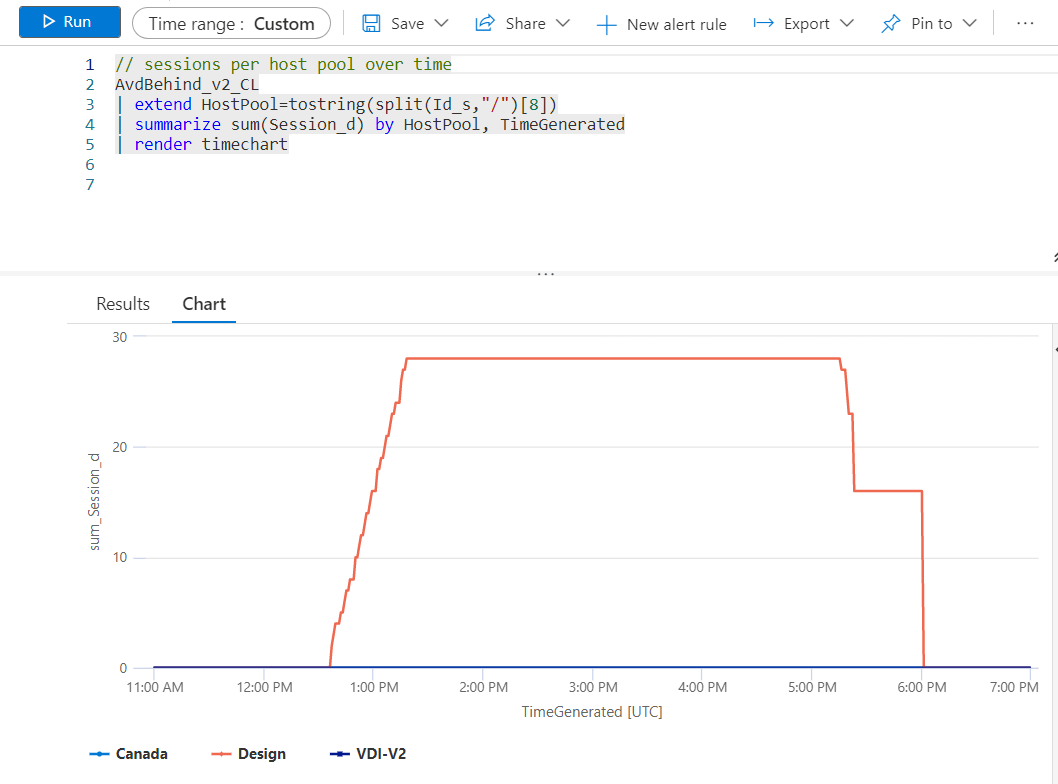 Run Time range : Custom Save Share New alert rule Export Pin to ...
1 // sessions per host pool over time
2 AvdBehind_v2_CL
3 | extend HostPool=tostring(split(Id_s,"/")[8])
4 | summarize sum(Session_d) by HostPool, TimeGenerated
5 | render timechart
6
7
...
Results Chart
30
20
10
0
sum_Session_d
11:00 AM 12:00 PM 1:00 PM 2:00 PM 3:00 PM 4:00 PM 5:00 PM 6:00 PM 7:00 PM
TimeGenerated [UTC]
Canada Design VDI-V2